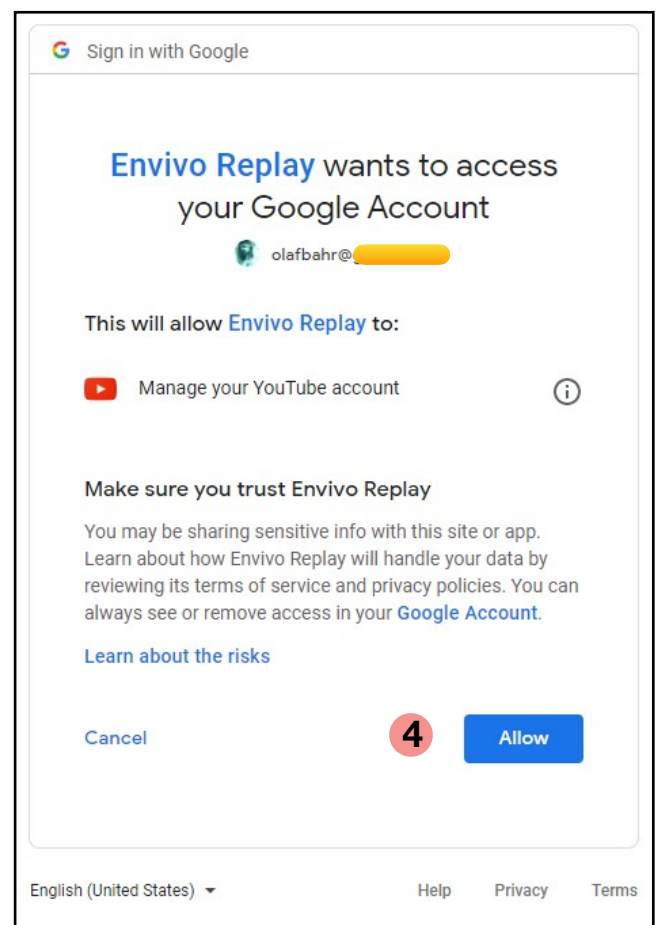 Sign in with Google
Envivo Replay wants to access
your Google Account
olafbahr@
This will allow Envivo Replay to:
Manage your YouTube account
Make sure you trust Envivo Replay
You may be sharing sensitive info with this site or app.
Learn about how Envivo Replay will handle your data by
reviewing its terms of service and privacy policies. You can
always see or remove access in your Google Account.
Learn about the risks
Cancel 4 Allow
English (United States) Help Privacy Terms